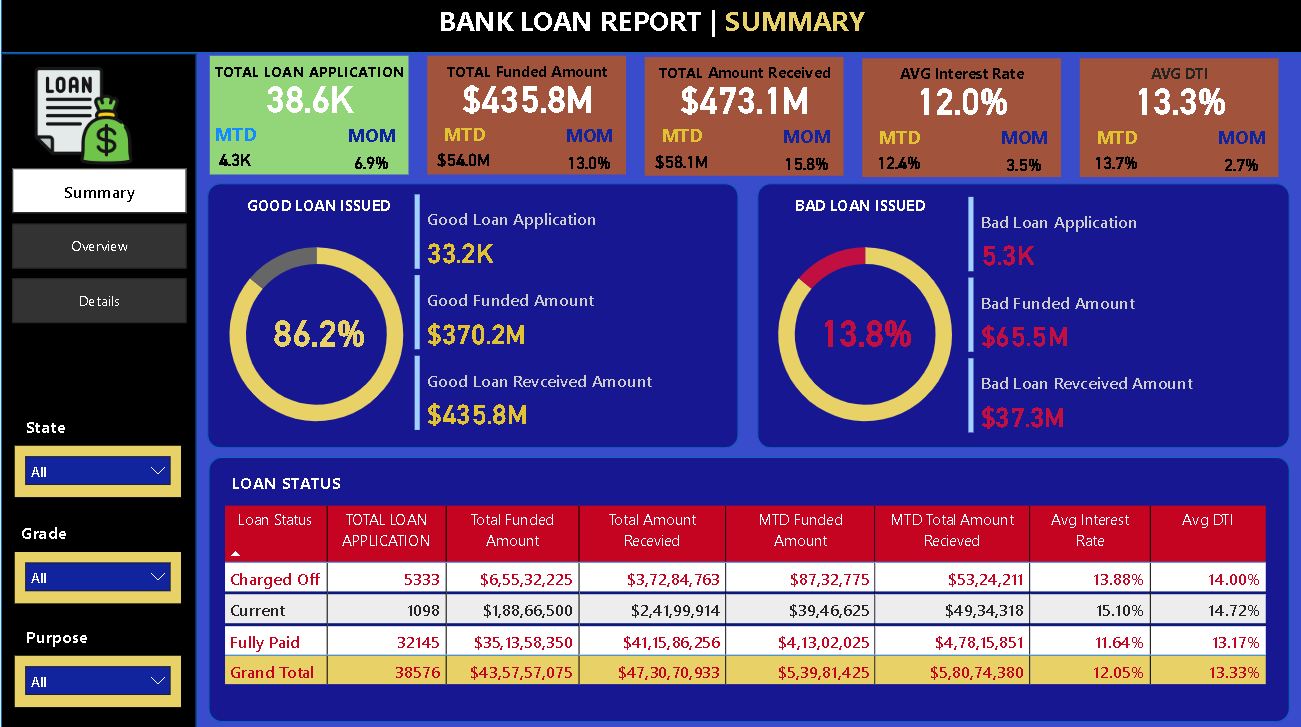 BANK LOAN REPORT | SUMMARY
LOAN
$
Summary
Overview
Details
State
All
Grade
All
Purpose
All
TOTAL LOAN APPLICATION
38.6K
MTD MOM
4.3K 6.9%
TOTAL Funded Amount
$435.8M
MTD MOM
$54.0M 13.0%
TOTAL Amount Received
$473.1M
MTD MOM
$58.1M 15.8%
AVG Interest Rate
12.0%
MTD MOM
12.4% 3.5%
AVG DTI
13.3%
MTD MOM
13.7% 2.7%
GOOD LOAN ISSUED
86.2%
Good Loan Application
33.2K
Good Funded Amount
$370.2M
Good Loan Revceived Amount
$435.8M
BAD LOAN ISSUED
13.8%
Bad Loan Application
5.3K
Bad Funded Amount
$65.5M
Bad Loan Revceived Amount
$37.3M
LOAN STATUS
Loan Status TOTAL LOAN Total Funded Total Amount MTD Funded MTD Total Amount Avg Interest Avg DTI
APPLICATION Amount Recevied Amount Recieved Rate
Charged Off 5333 $6,55,32,225 $3,72,84,763 $87,32,775 $53,24,211 13.88% 14.00%
Current 1098 $1,88,66,500 $2,41,99,914 $39,46,625 $49,34,318 15.10% 14.72%
Fully Paid 32145 $35,13,58,350 $41,15,86,256 $4,13,02,025 $4,78,15,851 11.64% 13.17%
Grand Total 38576 $43,57,57,075 $47,30,70,933 $5,39,81,425 $5,80,74,380 12.05% 13.33%